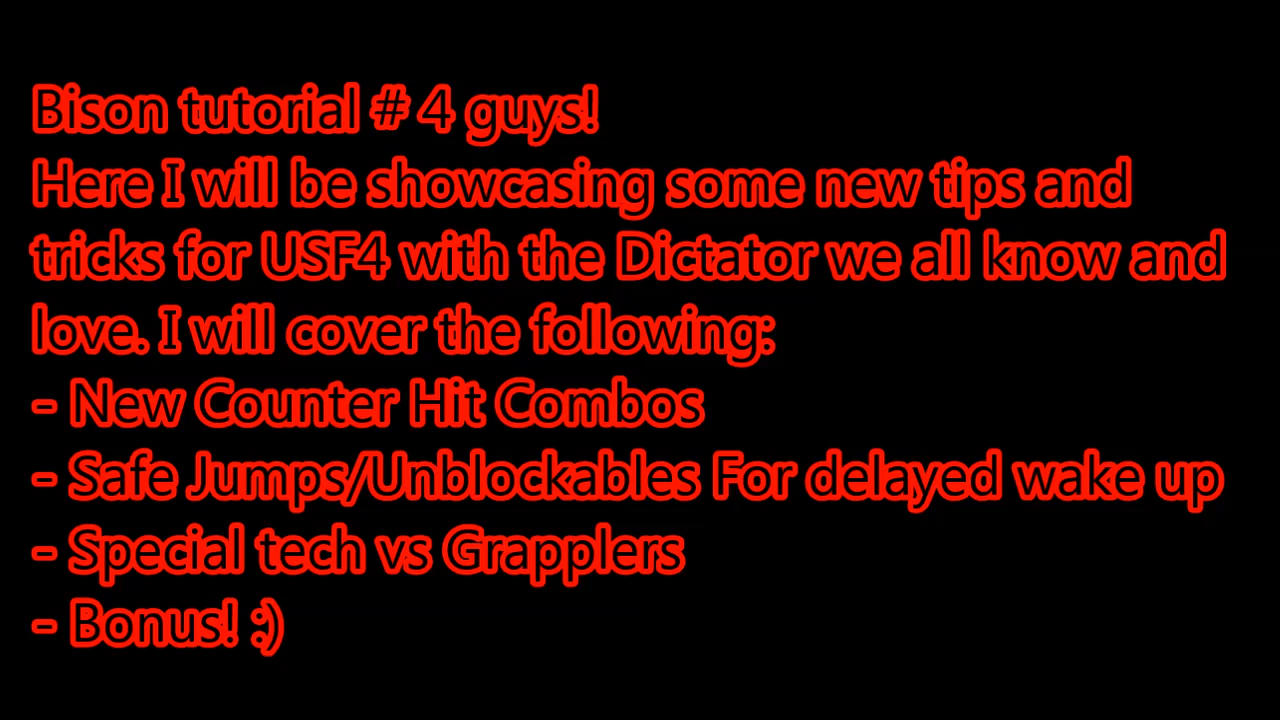 Bison tutorial # 4 guys!
Here I will be showcasing some new tips and
tricks for USF4 with the Dictator we all know and
love. I will cover the following:
- New Counter Hit Combos
- Safe Jumps/Unblockables For delayed wake up
- Special tech vs Grapplers
- Bonus! :)